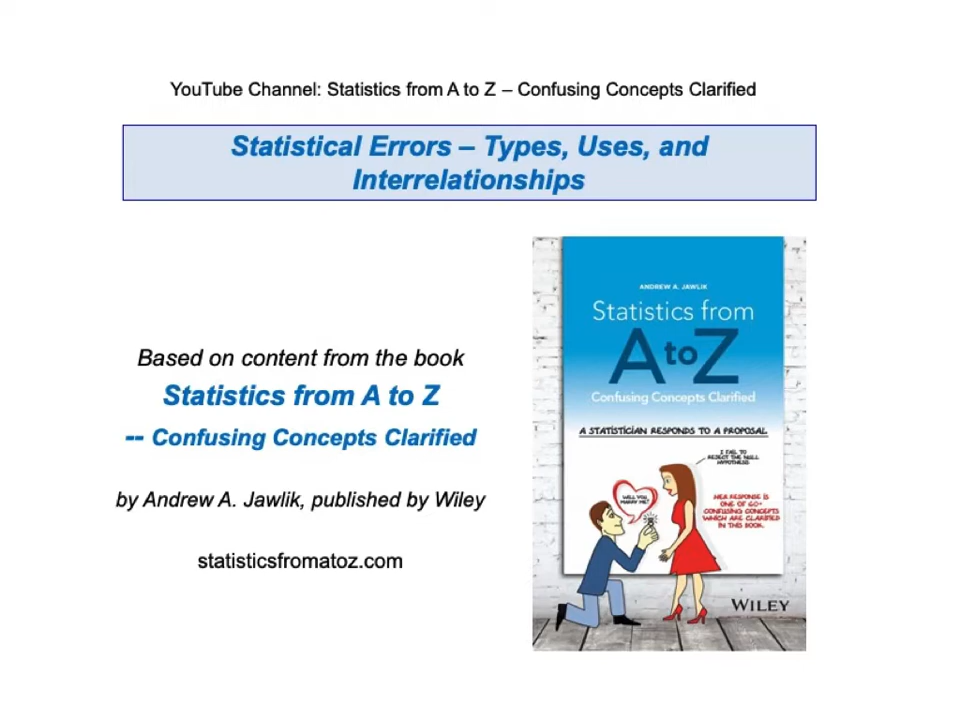 YouTube Channel: Statistics from A to Z – Confusing Concepts Clarified
Statistical Errors – Types, Uses, and
Interrelationships
Based on content from the book
Statistics from A to Z
-- Confusing Concepts Clarified
by Andrew A. Jawlik, published by Wiley
statisticsfromatoz.com
ANDREW A. JAWLIK
Statistics from
A to Z
Confusing Concepts Clarified
A STATISTICIAN RESPONDS TO A PROPOSAL
I FAIL TO
REJECT THE NULL
HYPOTHESIS.
WILL YOU
MARRY ME?
HER RESPONSE IS
ONE OF 60+
CONFUSING CONCEPTS
WHICH ARE CLARIFIED
IN THIS BOOK.
WILEY